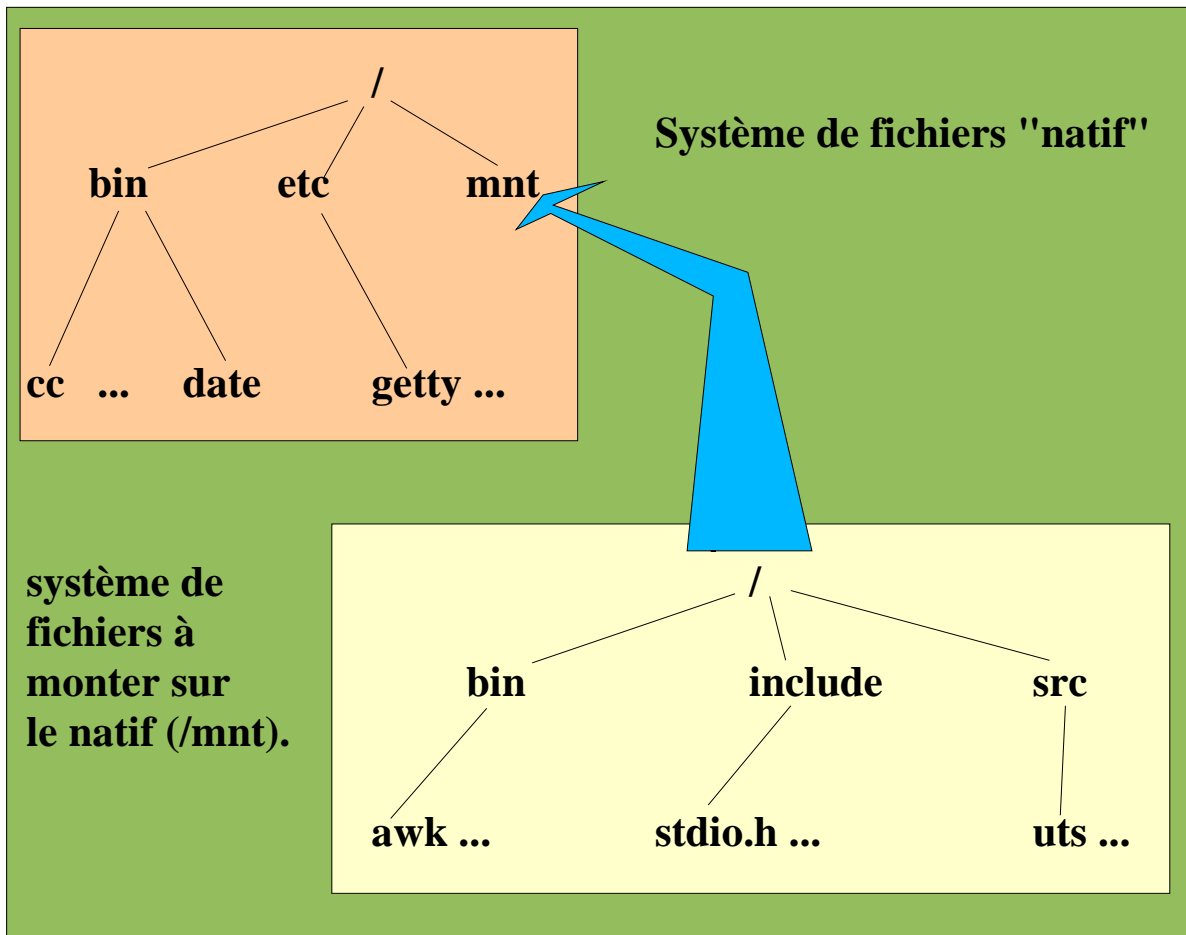 /
Système de fichiers "natif"
bin etc mnt
cc ... date getty ...
système de
fichiers à
monter sur
le natif (/mnt).
/
bin include src
awk ... stdio.h ... uts ...